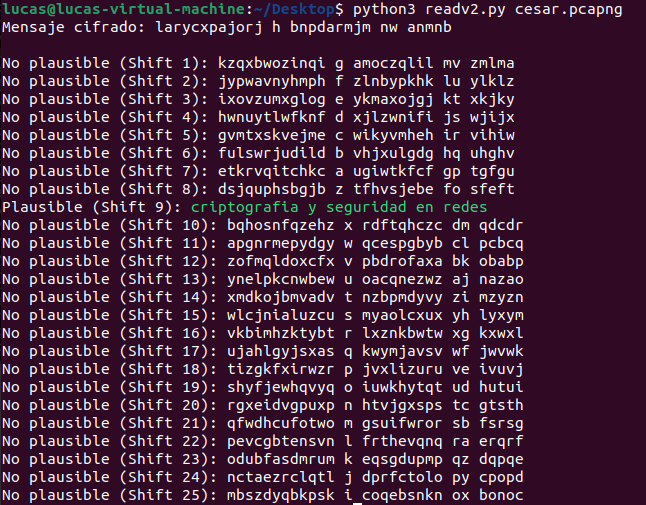 lucas@lucas-virtual-machine:~/Desktop$ python3 readv2.py cesar.pcapng
Mensaje cifrado: larycxpajorj h bnpdarmjm nw anmnb
No plausible (Shift 1): kzqxbwozinqi g amoczqlil mv zmlma
No plausible (Shift 2): jypwavnyhmph f zlnbypkhk lu ylklz
No plausible (Shift 3): ixovzumxglog e ykmaxojgj kt xkjky
No plausible (Shift 4): hwnuytlwfknf d xjlzwnifi js wjijx
No plausible (Shift 5): gvmtxskvejme c wikyvmheh ir vihiw
No plausible (Shift 6): fulswrjudild b vhjxulgdg hq uhghv
No plausible (Shift 7): etkrvqitchkc a ugiwtkfcf gp tgfgu
No plausible (Shift 8): dsjquphsbgjb z tfhvsjebe fo sfeft
Plausible (Shift 9): criptografia y seguridad en redes
No plausible (Shift 10): bqhosnfqzehz x rdftqhczc dm qdcdr
No plausible (Shift 11): apgnrmepydgy w qcespgbyb cl pcbcq
No plausible (Shift 12): zofmqldoxcfx v pbdrofaxa bk obabp
No plausible (Shift 13): ynelpkcnwbew u oacqnezwz aj nazao
No plausible (Shift 14): xmdkojbmvadv t nzbpmdyvy zi mzyzn
No plausible (Shift 15): wlcjnialuzcu s myaolcxux yh lyxym
No plausible (Shift 16): vkbimhzktybt r lxznkbwtw xg kxwxl
No plausible (Shift 17): ujahlgyjsxas q kwymjavsv wf jwvwk
No plausible (Shift 18): tizgkfxirwzr p jvxlizuru ve ivuvj
No plausible (Shift 19): shyfjewhqvyq o iuwkhytqt ud hutui
No plausible (Shift 20): rgxeidvgpuxp n htvjgxsps tc gtsth
No plausible (Shift 21): qfwdhcufotwo m gsuifwror sb fsrsg
No plausible (Shift 22): pevcgbtensvn l frthevqnq ra erqrf
No plausible (Shift 23): odubfasdmrum k eqsgdupmp qz dqpqe
No plausible (Shift 24): nctaezrclqtl j dprfctolo py cpopd
No plausible (Shift 25): mbszdyqbkpsk i coqebsnkn ox bonoc